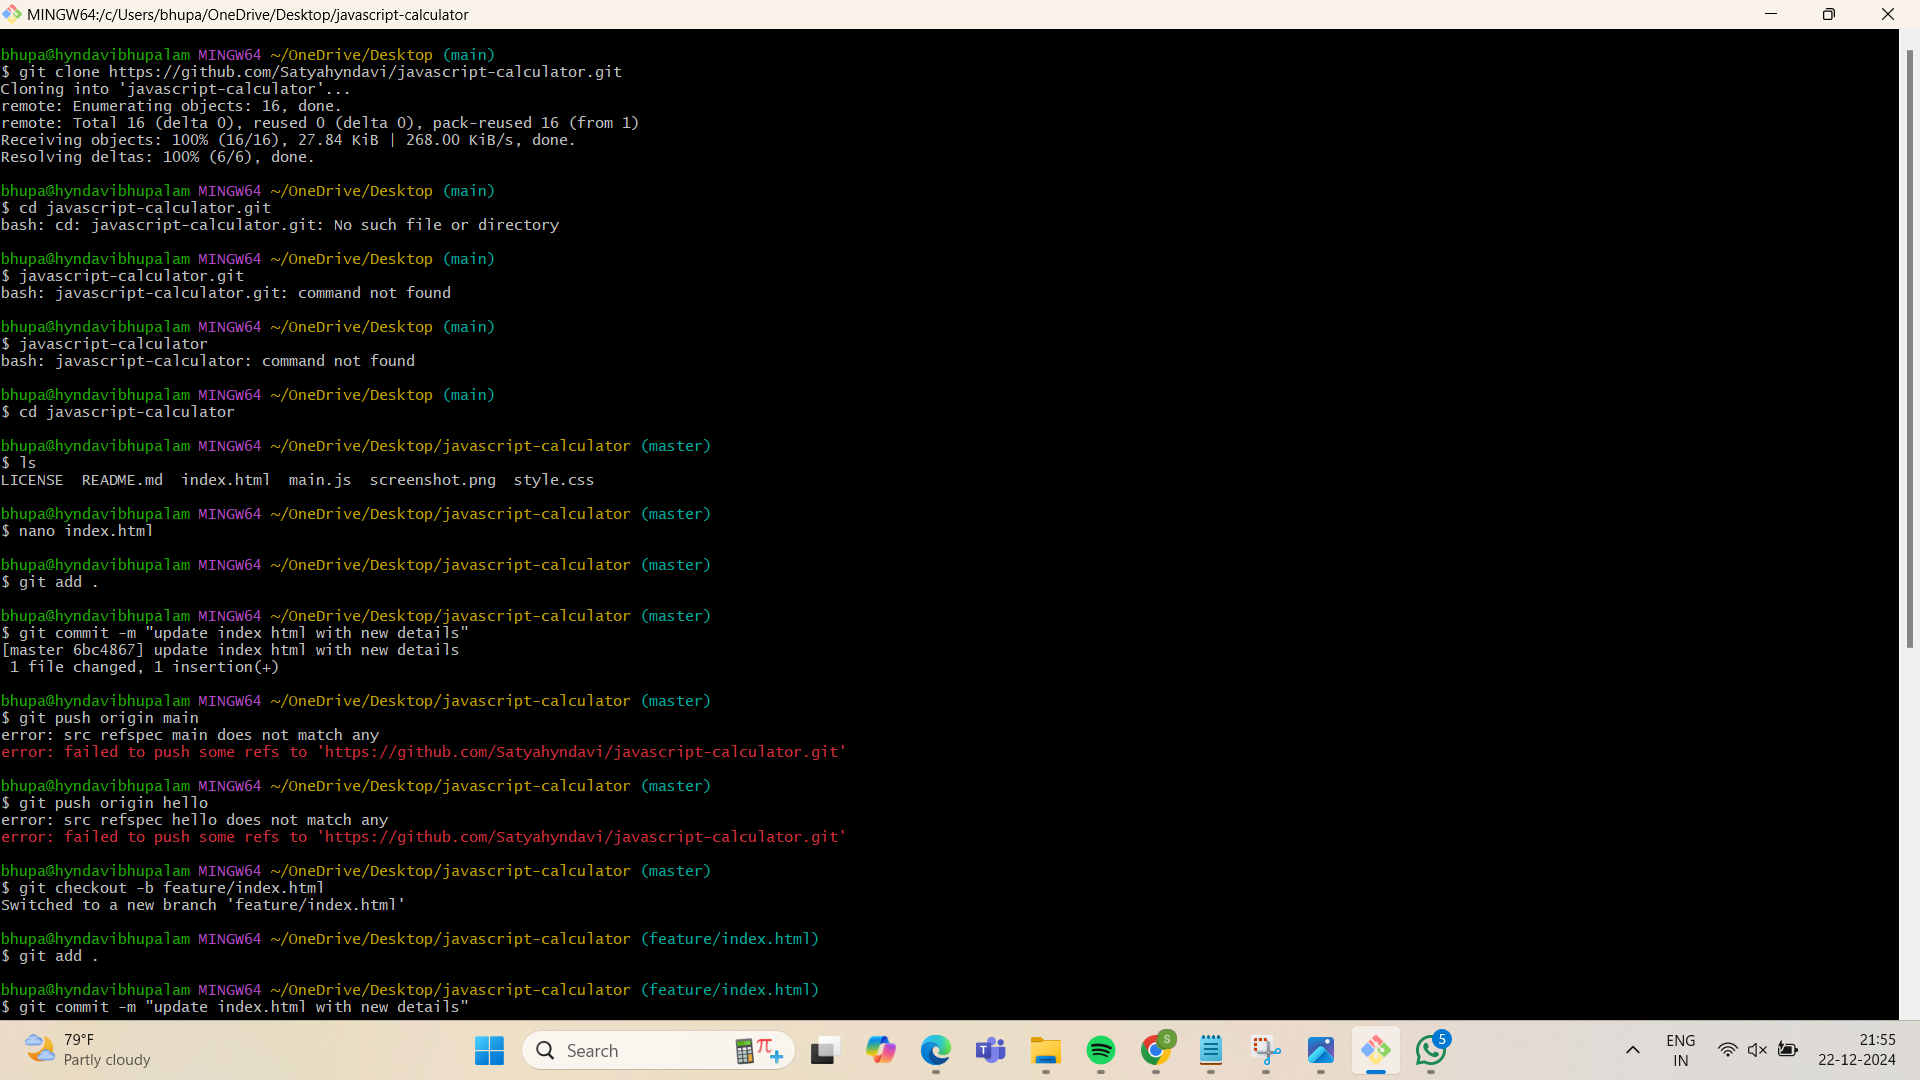 MINGW64:/c/Users/bhupa/OneDrive/Desktop/javascript-calculator
bhupa@hyndavibhupalam MINGW64 ~/OneDrive/Desktop (main)
$ git clone https://github.com/Satyahyndavi/javascript-calculator.git
Cloning into 'javascript-calculator'...
remote: Enumerating objects: 16, done.
remote: Total 16 (delta 0), reused 0 (delta 0), pack-reused 16 (from 1)
Receiving objects: 100% (16/16), 27.84 KiB | 268.00 KiB/s, done.
Resolving deltas: 100% (6/6), done.
bhupa@hyndavibhupalam MINGW64 ~/OneDrive/Desktop (main)
$ cd javascript-calculator.git
bash: cd: javascript-calculator.git: No such file or directory
bhupa@hyndavibhupalam MINGW64 ~/OneDrive/Desktop (main)
$ javascript-calculator.git
bash: javascript-calculator.git: command not found
bhupa@hyndavibhupalam MINGW64 ~/OneDrive/Desktop (main)
$ javascript-calculator
bash: javascript-calculator: command not found
bhupa@hyndavibhupalam MINGW64 ~/OneDrive/Desktop (main)
$ cd javascript-calculator
bhupa@hyndavibhupalam MINGW64 ~/OneDrive/Desktop/javascript-calculator (master)
$ ls
LICENSE  README.md  index.html  main.js  screenshot.png  style.css
bhupa@hyndavibhupalam MINGW64 ~/OneDrive/Desktop/javascript-calculator (master)
$ nano index.html
bhupa@hyndavibhupalam MINGW64 ~/OneDrive/Desktop/javascript-calculator (master)
$ git add .
bhupa@hyndavibhupalam MINGW64 ~/OneDrive/Desktop/javascript-calculator (master)
$ git commit -m "update index html with new details"
[master 6bc4867] update index html with new details
 1 file changed, 1 insertion(+)
bhupa@hyndavibhupalam MINGW64 ~/OneDrive/Desktop/javascript-calculator (master)
$ git push origin main
error: src refspec main does not match any
error: failed to push some refs to 'https://github.com/Satyahyndavi/javascript-calculator.git'
bhupa@hyndavibhupalam MINGW64 ~/OneDrive/Desktop/javascript-calculator (master)
$ git push origin hello
error: src refspec hello does not match any
error: failed to push some refs to 'https://github.com/Satyahyndavi/javascript-calculator.git'
bhupa@hyndavibhupalam MINGW64 ~/OneDrive/Desktop/javascript-calculator (master)
$ git checkout -b feature/index.html
Switched to a new branch 'feature/index.html'
bhupa@hyndavibhupalam MINGW64 ~/OneDrive/Desktop/javascript-calculator (feature/index.html)
$ git add .
bhupa@hyndavibhupalam MINGW64 ~/OneDrive/Desktop/javascript-calculator (feature/index.html)
$ git commit -m "update index.html with new details"
79°F
Partly cloudy
Search
S
5
ENG
IN
21:55
22-12-2024